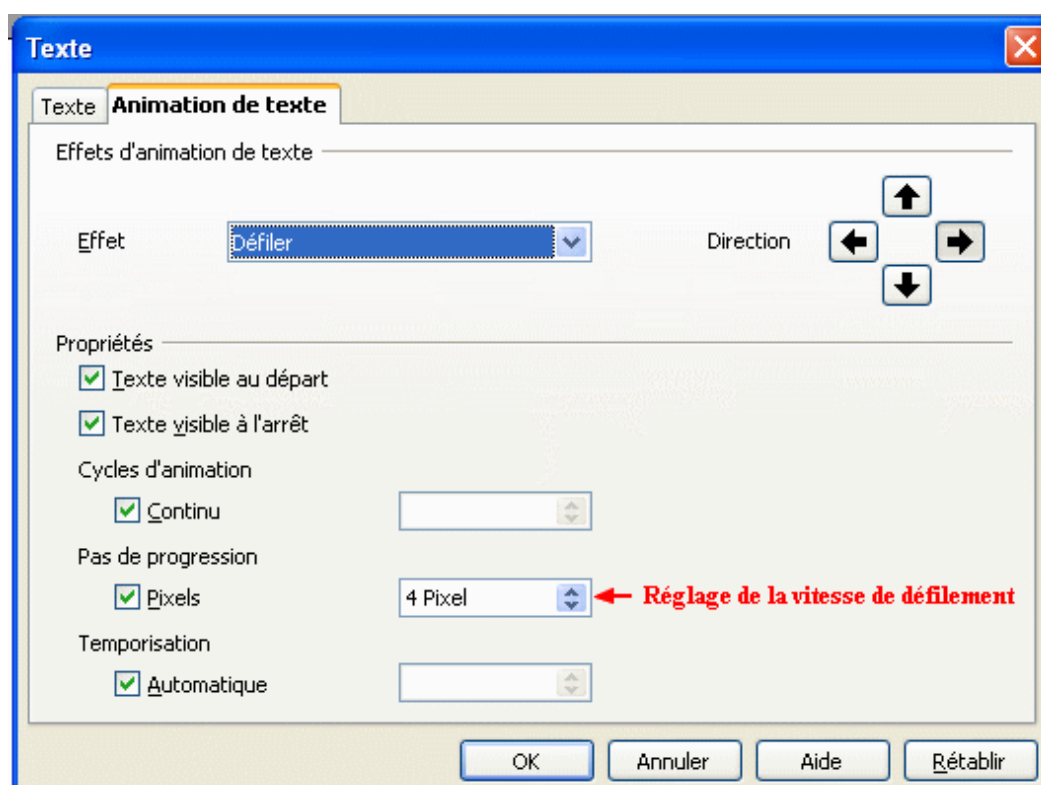 Texte
Texte Animation de texte
Effets d'animation de texte
Effet Défiler Direction
Propriétés
Texte visible au départ
Texte visible à l'arrêt
Cycles d'animation
Continu
Pas de progression
Pixels 4 Pixel Réglage de la vitesse de défilement
Temporisation
Automatique
OK Annuler Aide Rétablir